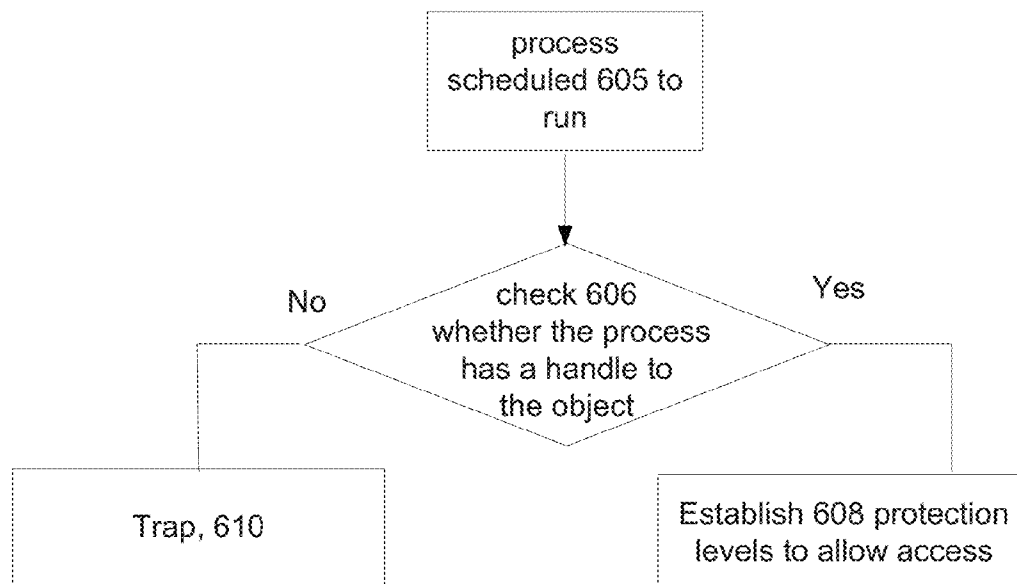 process
scheduled 605 to
run
No
Yes
check 606
whether the process
has a handle to
the object
Trap, 610
Establish 608 protection
levels to allow access